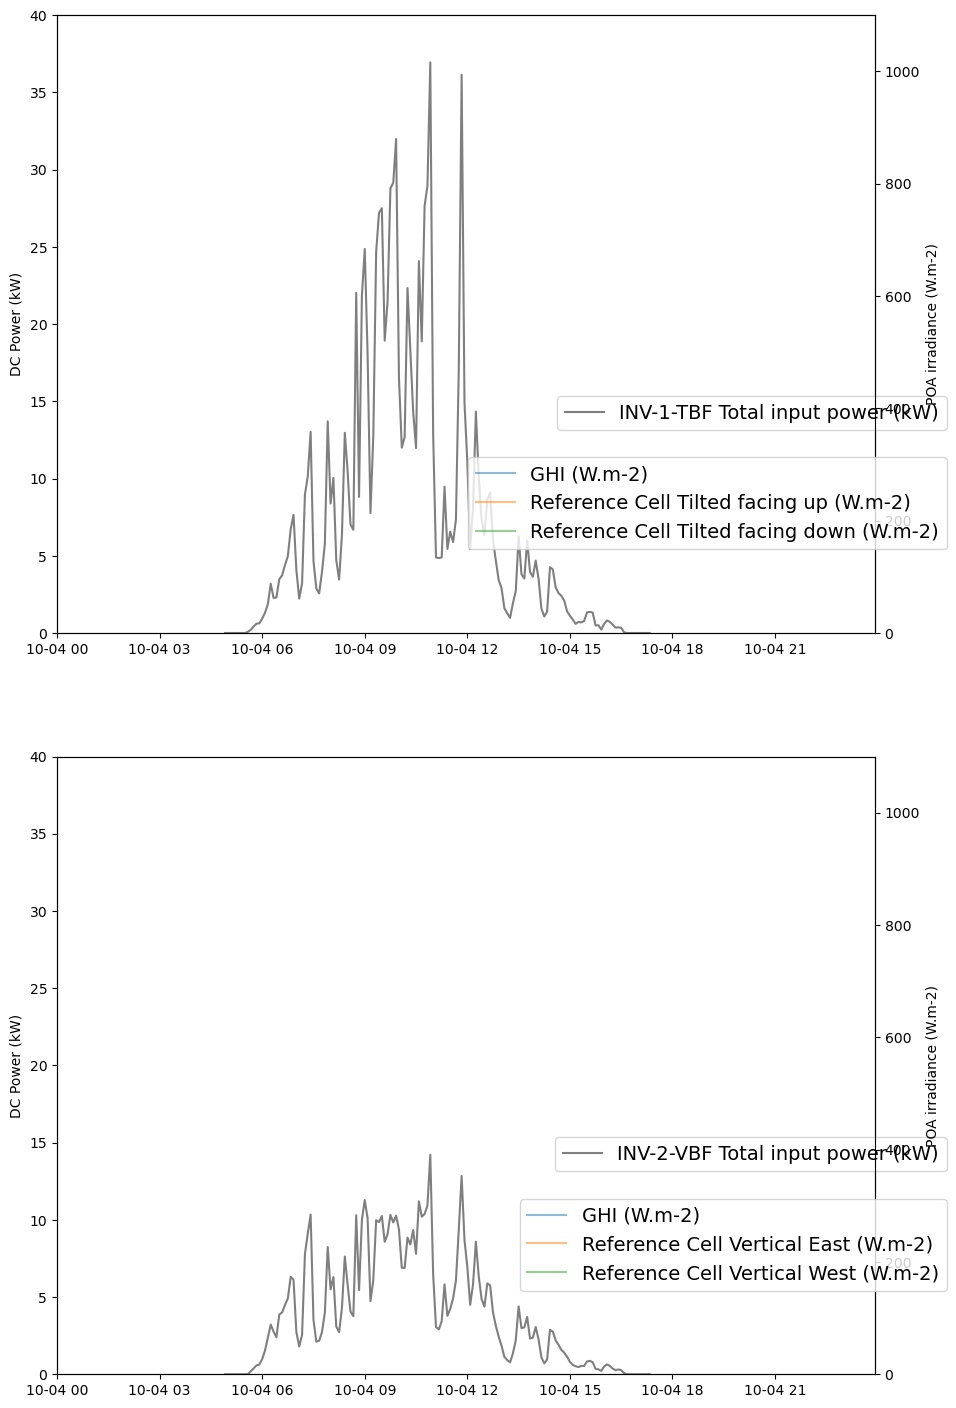 40
35
30
25
20
15
10
5
0
DC Power (kW)
1000
800
600
400
200
0
POA irradiance (W.m-2)
INV-1-TBF Total input power (kW)
GHI (W.m-2)
Reference Cell Tilted facing up (W.m-2)
Reference Cell Tilted facing down (W.m-2)
10-04 00 10-04 03 10-04 06 10-04 09 10-04 12 10-04 15 10-04 18 10-04 21
40
35
30
25
20
15
10
5
0
DC Power (kW)
1000
800
600
400
200
0
POA irradiance (W.m-2)
INV-2-VBF Total input power (kW)
GHI (W.m-2)
Reference Cell Vertical East (W.m-2)
Reference Cell Vertical West (W.m-2)
10-04 00 10-04 03 10-04 06 10-04 09 10-04 12 10-04 15 10-04 18 10-04 21